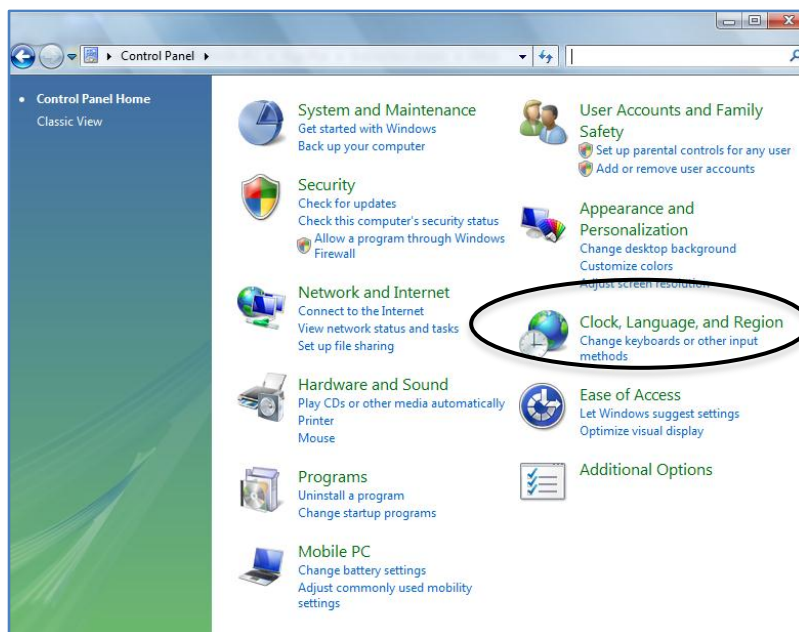 Control Panel
Control Panel Home
Classic View
System and Maintenance
Get started with Windows
Back up your computer
Security
Check for updates
Check this computer's security status
Allow a program through Windows
Firewall
Network and Internet
Connect to the Internet
View network status and tasks
Set up file sharing
Hardware and Sound
Play CDs or other media automatically
Printer
Mouse
Programs
Uninstall a program
Change startup programs
Mobile PC
Change battery settings
Adjust commonly used mobility
settings
User Accounts and Family
Safety
Set up parental controls for any user
Add or remove user accounts
Appearance and
Personalization
Change desktop background
Customize colors
Adjust screen resolution
Clock, Language, and Region
Change keyboards or other input
methods
Ease of Access
Let Windows suggest settings
Optimize visual display
Additional Options